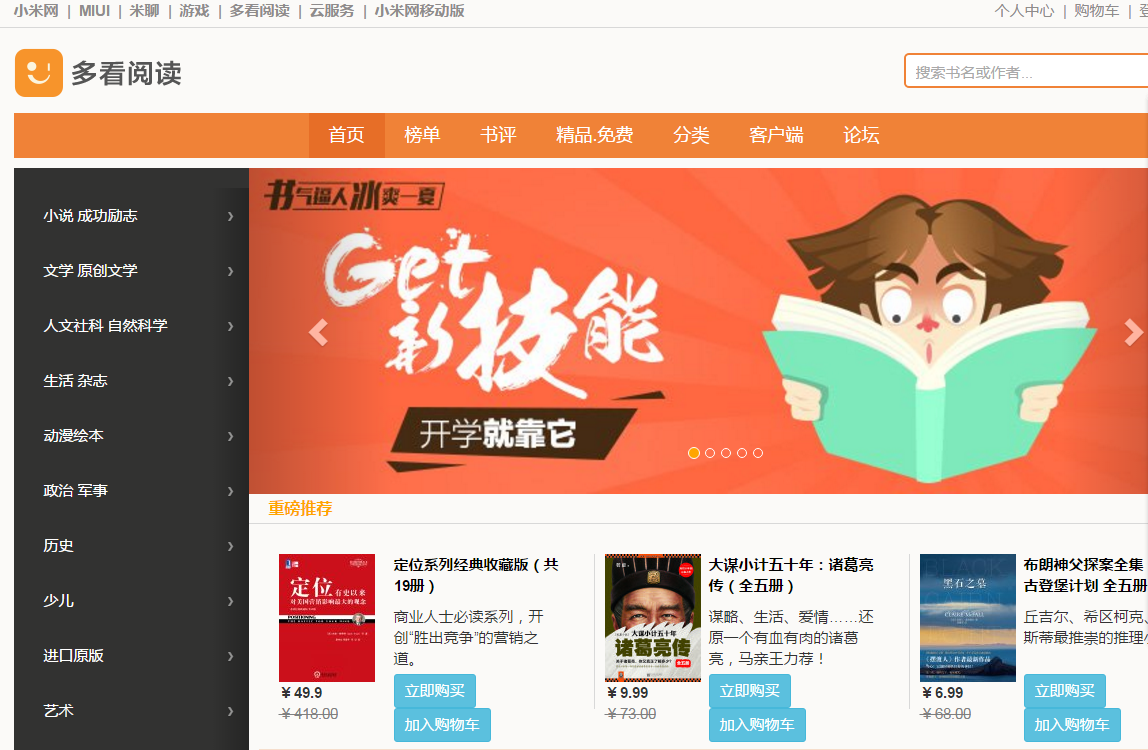 小米网 | MIUI | 米聊 | 游戏 | 多看阅读 | 云服务 | 小米网移动版
个人中心 | 购物车 |
多看阅读
搜索书名或作者...
首页 榜单 书评 精品.免费 分类 客户端 论坛
小说 成功励志
文学 原创文学
人文社科 自然科学
生活 杂志
动漫绘本
政治 军事
历史
少儿
进口原版
艺术
书气逼人冰爽一夏
Get
新技能
开学就靠它
重磅推荐
定位 有史以来
对美国营销影响最大的观念
POSITIONING
¥ 49.9
¥ 418.00
定位系列经典收藏版（共
19册）
商业人士必读系列，开
创“胜出竞争”的营销之
道。
立即购买
加入购物车
大谋小计五十年
诸葛亮传
¥ 9.99
¥ 73.00
大谋小计五十年：诸葛亮
传（全五册）
谋略、生活、爱情……还
原一个有血有肉的诸葛
亮，马亲王力荐！
立即购买
加入购物车
BLACK
黑石之墓
CLAIRE McFALL
《摆渡人》作者最新作品
¥ 6.99
¥ 68.00
布朗神父探案全集
古登堡计划 全五册
丘吉尔、希区柯克、
斯蒂最推崇的推理小
立即购买
加入购物车